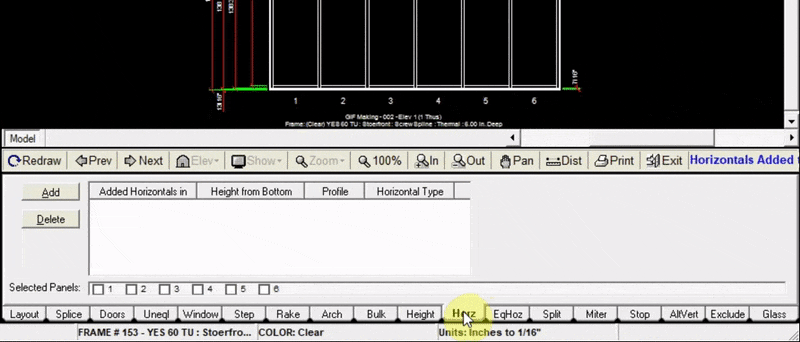 1 2 3 4 5 6
GIF Making - 002 - Elev 1 (1 Thus)
Frame: (Clear) YES 60 TU : Stoerfront : Screw Spline : Thermal : 6.00 in. Deep
Model
Redraw Prev Next Elev Show Zoom 100% In Out Pan Dist Print Exit Horizontals Added
Add
Delete
Added Horizontals in Height from Bottom Profile Horizontal Type
Selected Panels: 1 2 3 4 5 6
Layout Splice Doors Uneql Window Step Rake Arch Bulk Height Horz EqHoz Split Miter Stop AltVert Exclude Glass
FRAME # 153 - YES 60 TU : Stoerfro... COLOR: Clear Units: Inches to 1/16"